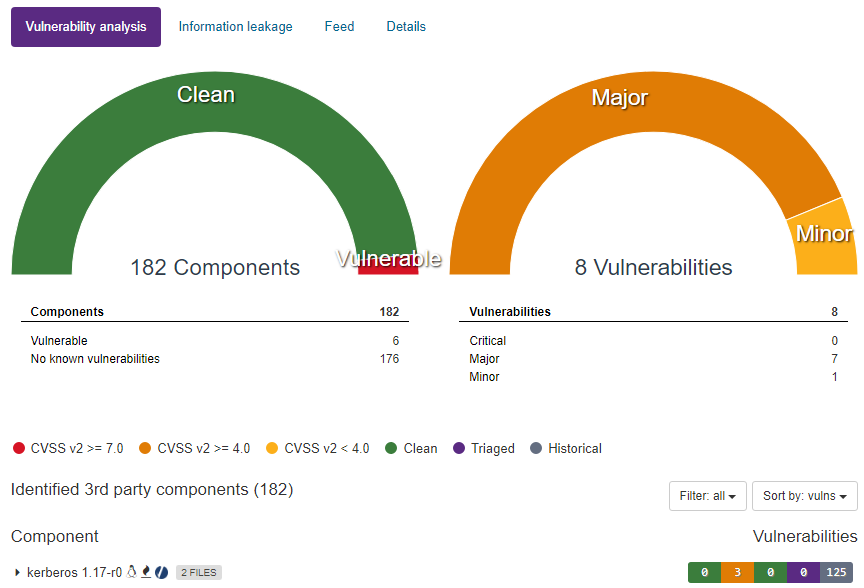 Vulnerability analysis Information leakage Feed Details
Clean
Vulnerable
182 Components
Major
Minor
8 Vulnerabilities
Components 182
Vulnerable 6
No known vulnerabilities 176
Vulnerabilities 8
Critical 0
Major 7
Minor 1
CVSS v2 >= 7.0 CVSS v2 >= 4.0 CVSS v2 < 4.0 Clean Triaged Historical
Identified 3rd party components (182)
Filter: all Sort by: vulns
Component Vulnerabilities
kerberos 1.17-r0 2 FILES 0 3 0 0 125